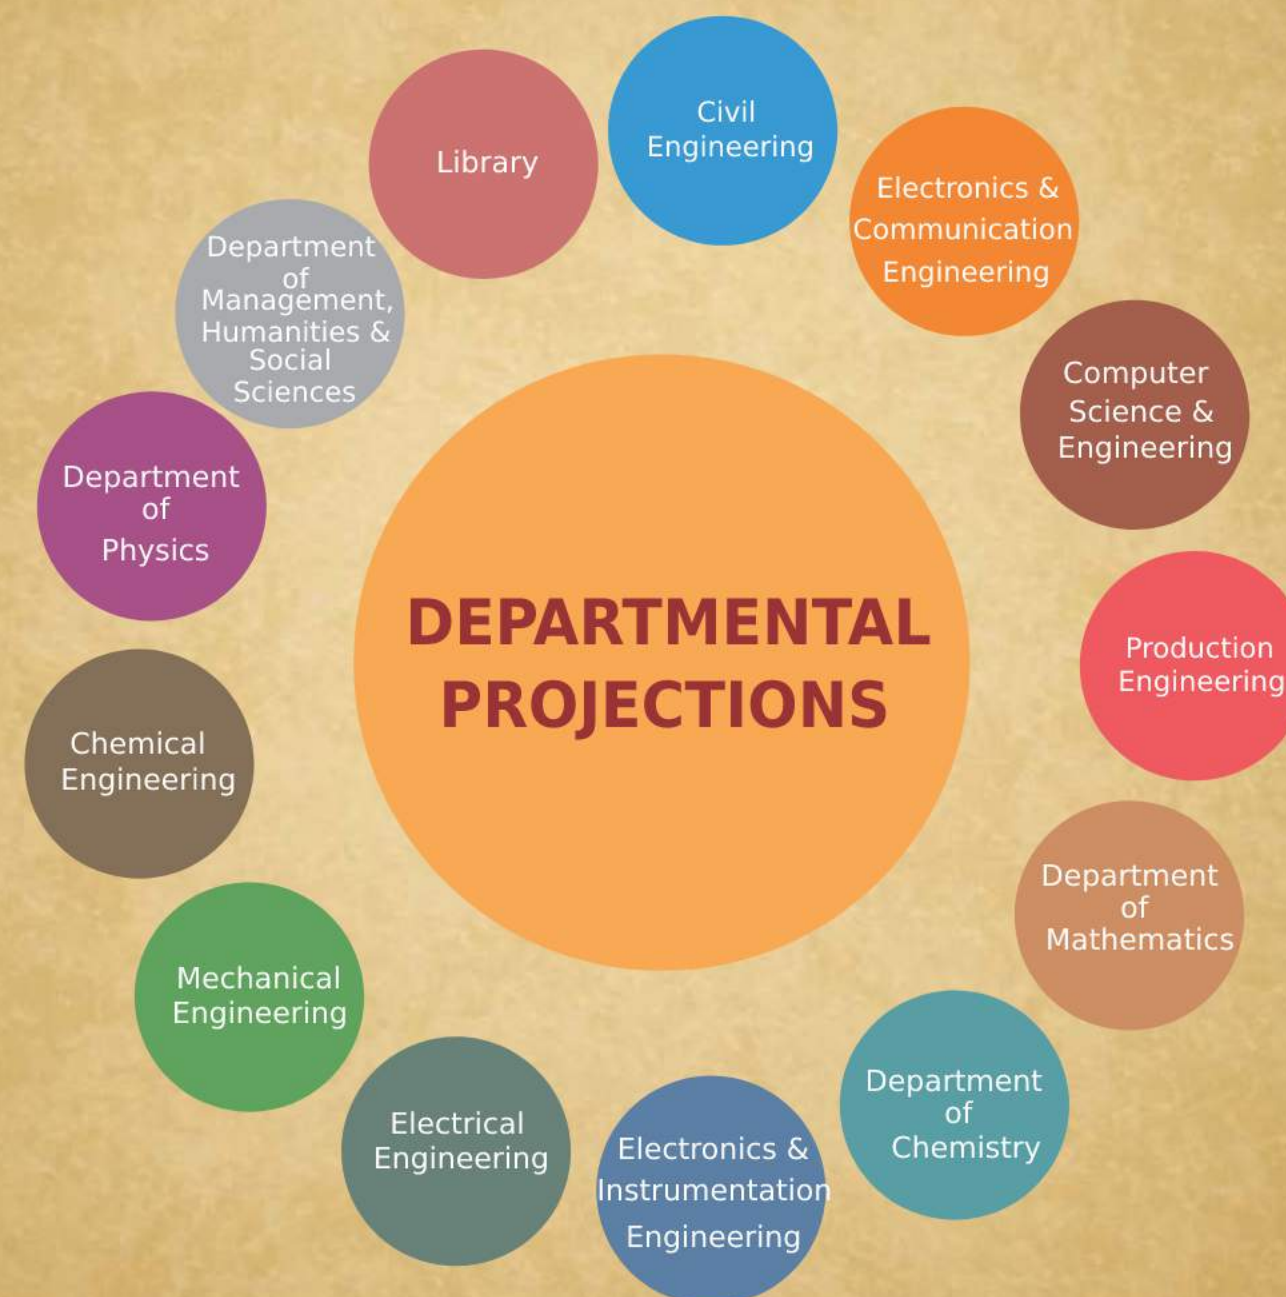 Library
Civil
Engineering
Electronics &
Communication
Engineering
Computer
Science &
Engineering
Production
Engineering
Department
of
Mathematics
Department
of
Chemistry
Electronics &
Instrumentation
Engineering
Electrical
Engineering
Mechanical
Engineering
Chemical
Engineering
Department
of
Physics
Department
of
Management,
Humanities &
Social
Sciences
DEPARTMENTAL
PROJECTIONS